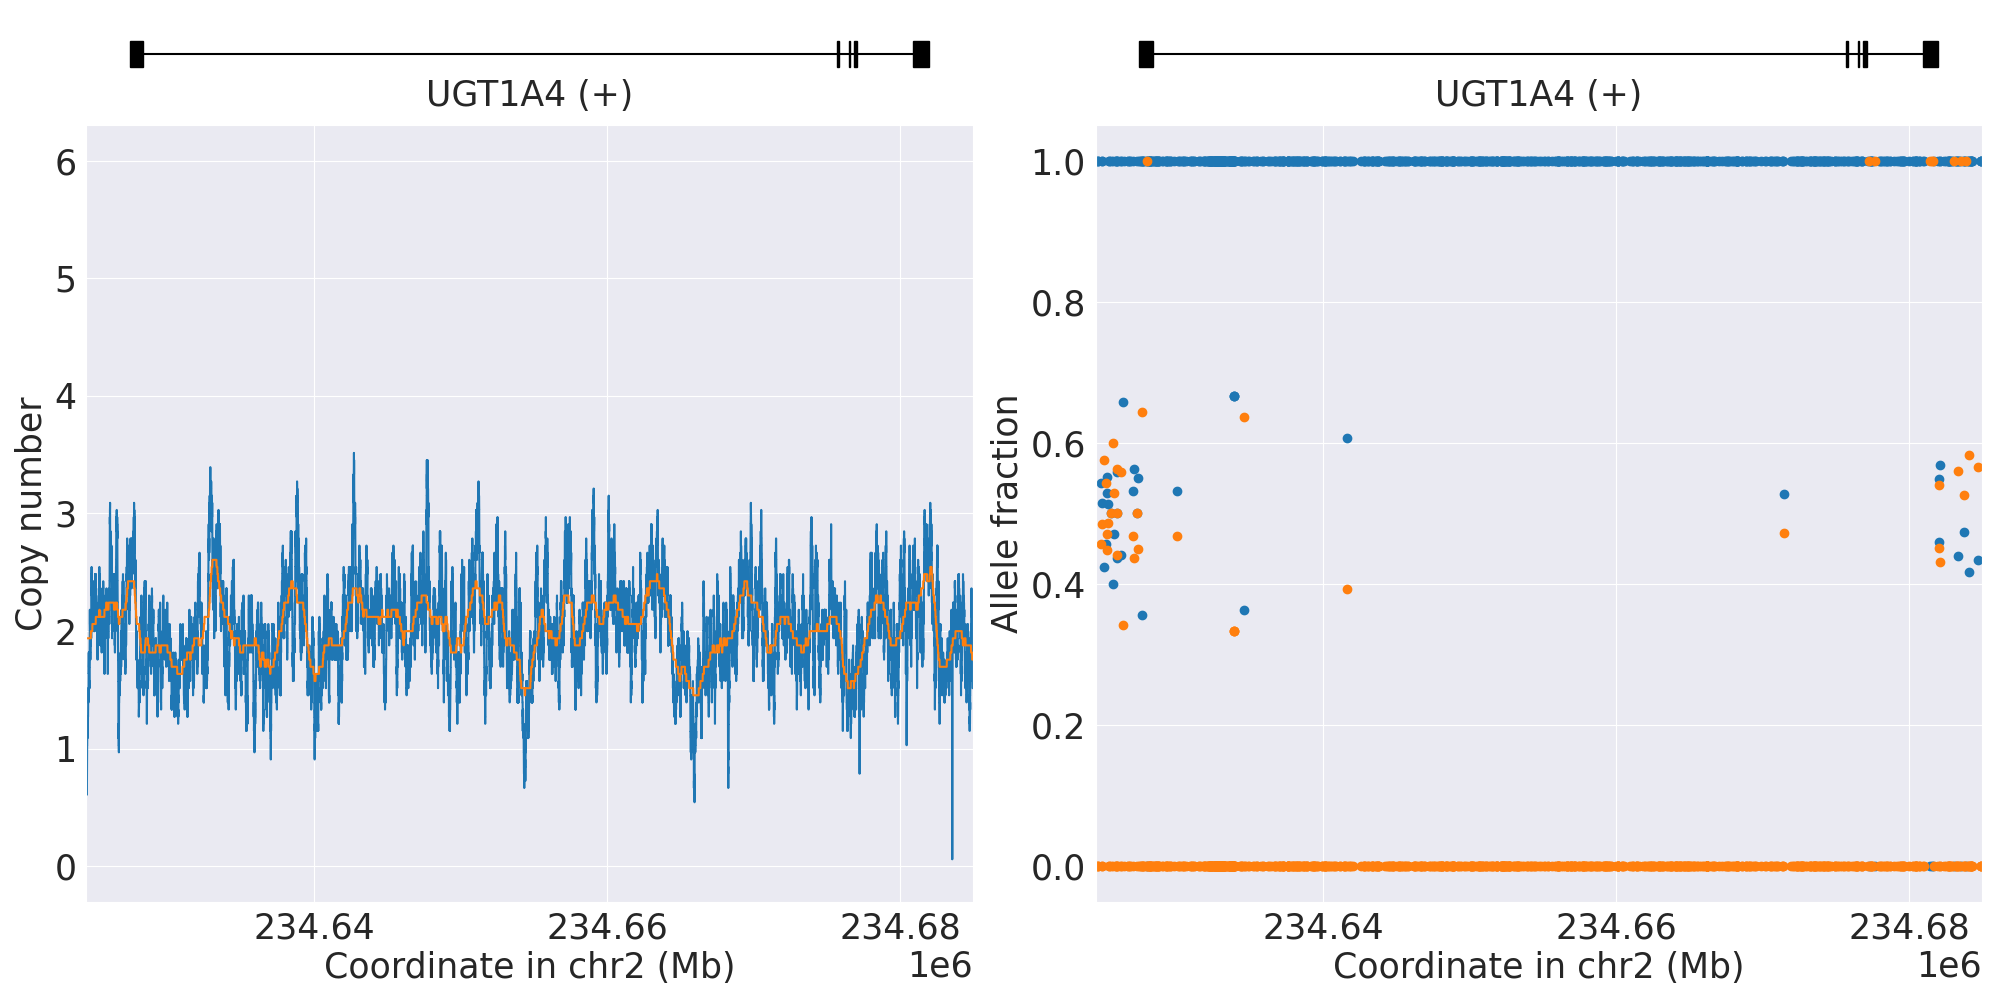 UGT1A4 (+)
6
5
4
3
2
1
0
Copy number
234.64
234.66
234.68
1e6
Coordinate in chr2 (Mb)
UGT1A4 (+)
1.0
0.8
0.6
0.4
0.2
0.0
Allele fraction
234.64
234.66
234.68
1e6
Coordinate in chr2 (Mb)